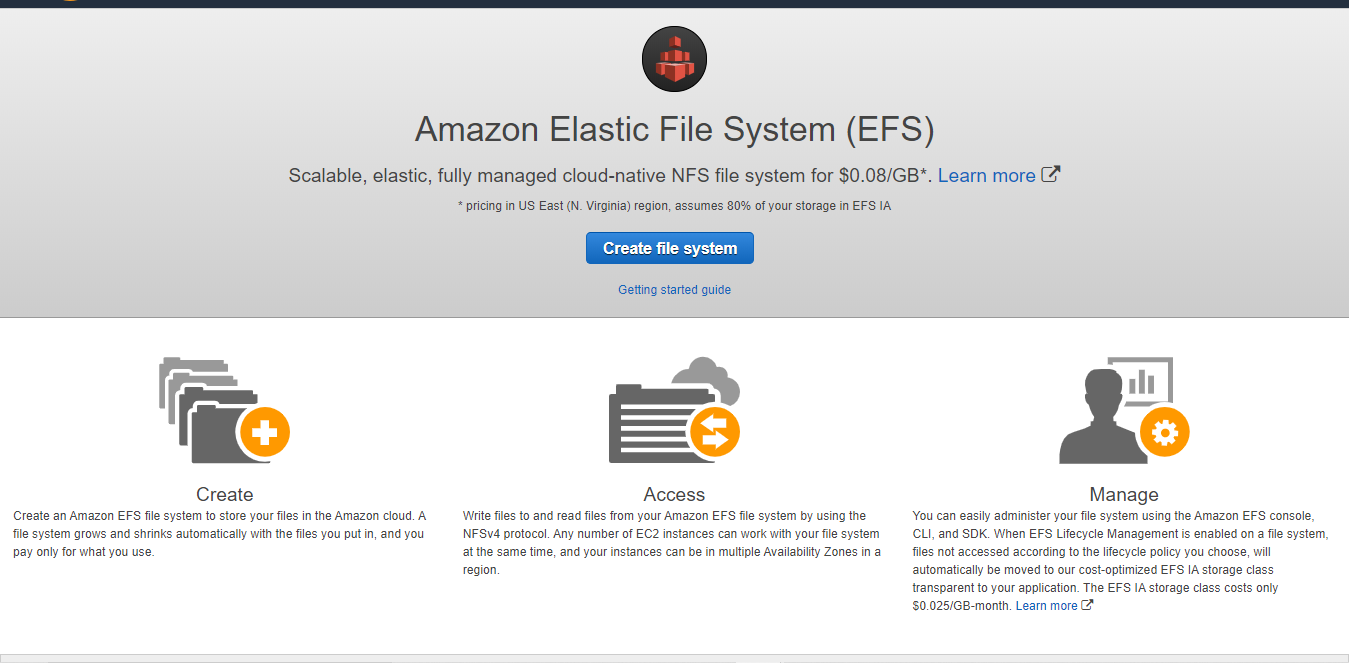 Amazon Elastic File System (EFS)
Scalable, elastic, fully managed cloud-native NFS file system for $0.08/GB*. Learn more
* pricing in US East (N. Virginia) region, assumes 80% of your storage in EFS IA
Create file system
Getting started guide
Create
Create an Amazon EFS file system to store your files in the Amazon cloud. A
file system grows and shrinks automatically with the files you put in, and you
pay only for what you use.
Access
Write files to and read files from your Amazon EFS file system by using the
NFSv4 protocol. Any number of EC2 instances can work with your file system
at the same time, and your instances can be in multiple Availability Zones in a
region.
Manage
You can easily administer your file system using the Amazon EFS console,
CLI, and SDK. When EFS Lifecycle Management is enabled on a file system,
files not accessed according to the lifecycle policy you choose, will
automatically be moved to our cost-optimized EFS IA storage class
transparent to your application. The EFS IA storage class costs only
$0.025/GB-month. Learn more